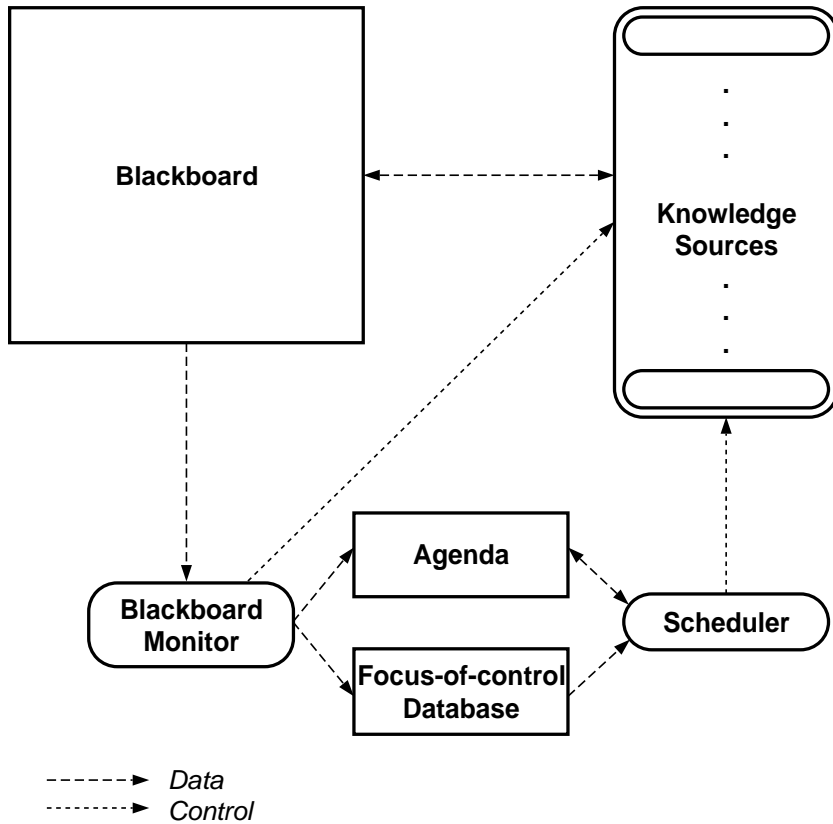 Blackboard
Knowledge
Sources
Agenda
Blackboard
Monitor
Scheduler
Focus-of-control
Database
Data
Control